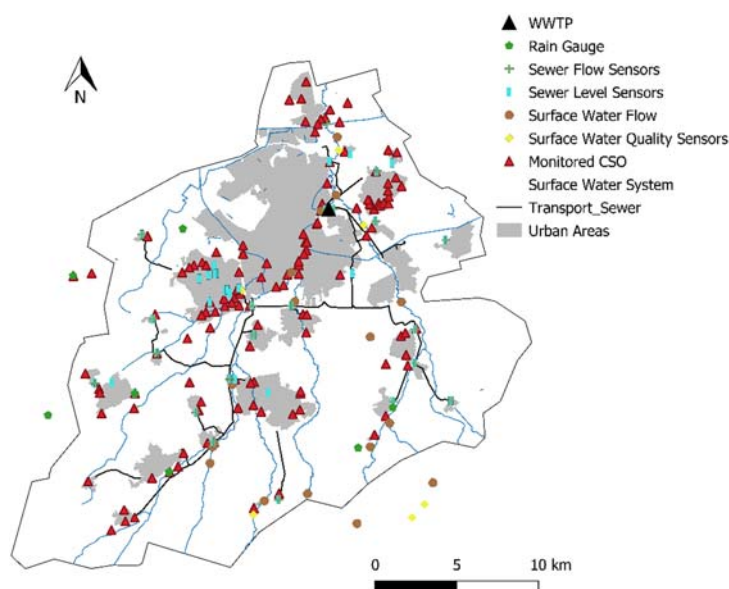 WWTP
Rain Gauge
Sewer Flow Sensors
Sewer Level Sensors
Surface Water Flow
Surface Water Quality Sensors
Monitored CSO
Surface Water System
Transport_Sewer
Urban Areas
N
0 5 10 km